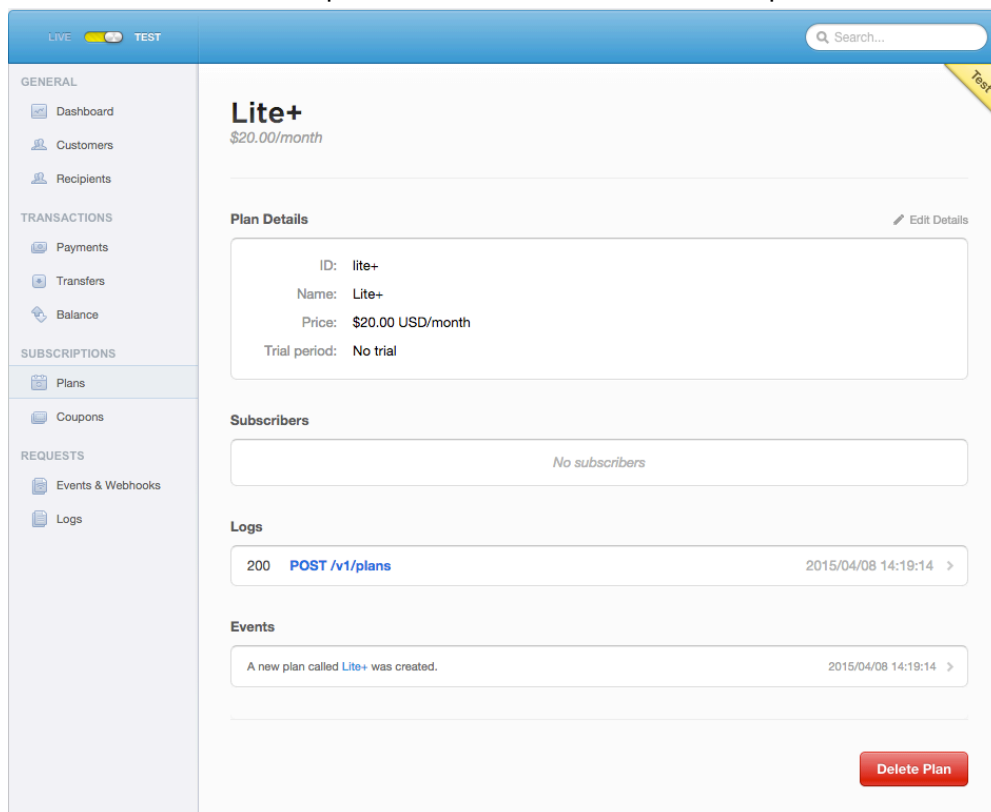 LIVE TEST
Search...
Test
GENERAL
Dashboard
Customers
Recipients
TRANSACTIONS
Payments
Transfers
Balance
SUBSCRIPTIONS
Plans
Coupons
REQUESTS
Events & Webhooks
Logs
Lite+
$20.00/month
Plan Details
Edit Details
ID: lite+
Name: Lite+
Price: $20.00 USD/month
Trial period: No trial
Subscribers
No subscribers
Logs
200 POST /v1/plans 2015/04/08 14:19:14
Events
A new plan called Lite+ was created. 2015/04/08 14:19:14
Delete Plan